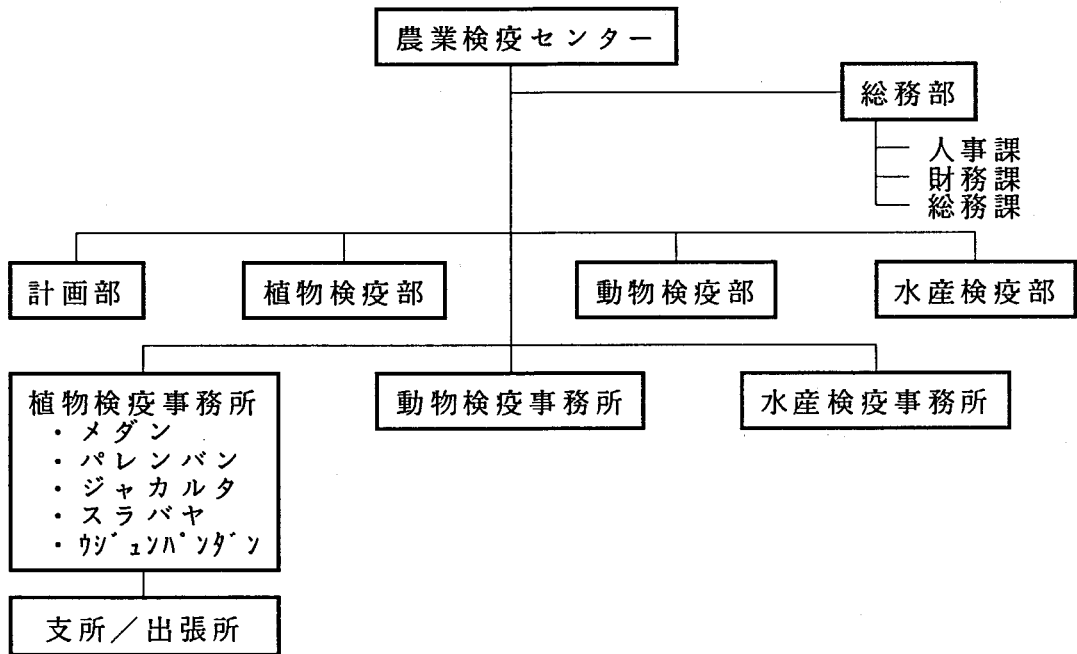 農業検疫センター
総務部
人事課
財務課
総務課
計画部
植物検疫部
動物検疫部
水産検疫部
植物検疫事務所
・メダン
・パレンバン
・ジャカルタ
・スラバヤ
・ウジュンパンダン
動物検疫事務所
水産検疫事務所
支所／出張所